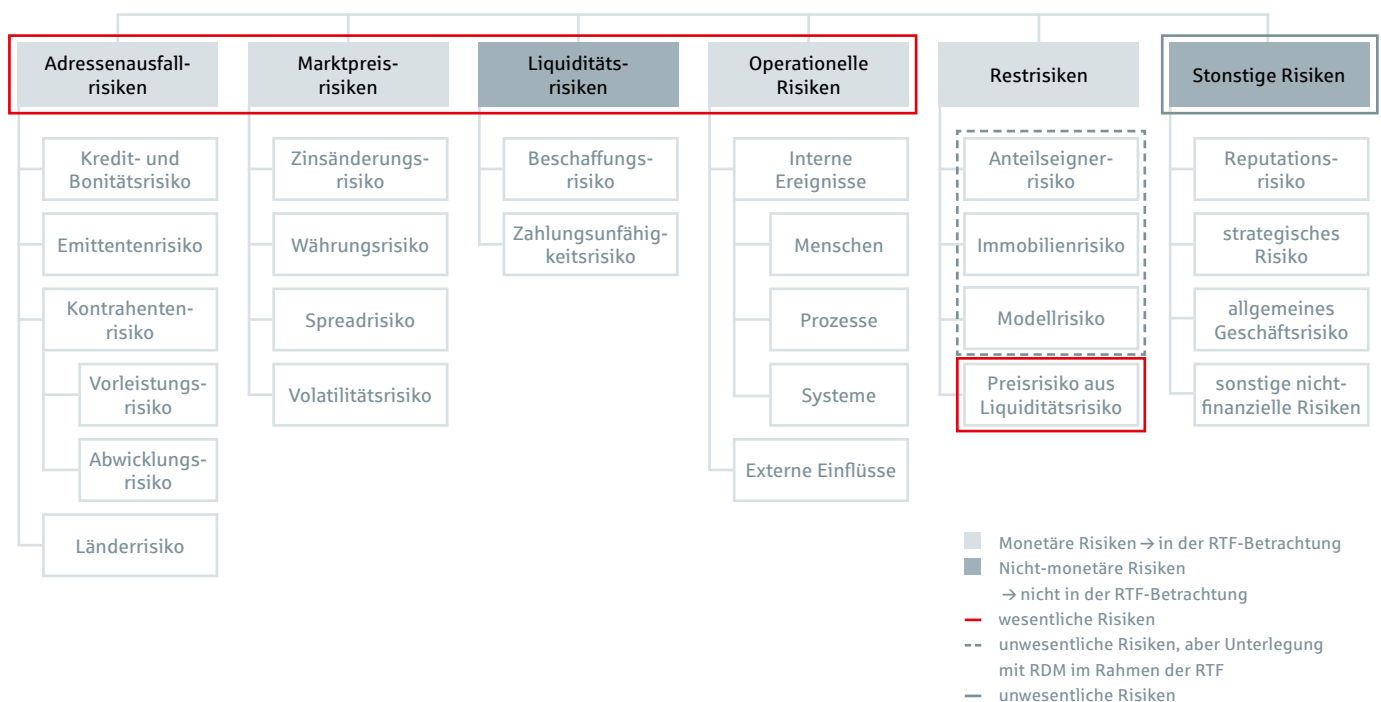 Adressenausfall-
risiken
Marktpreis-
risiken
Liquiditäts-
risiken
Operationelle
Risiken
Restrisiken
Stonstige Risiken
Kredit- und
Bonitätsrisiko
Emittentenrisiko
Kontrahenten-
risiko
Vorleistungs-
risiko
Abwicklungs-
risiko
Länderrisiko
Zinsänderungs-
risiko
Währungsrisiko
Spreadrisiko
Volatilitätsrisiko
Beschaffungs-
risiko
Zahlungsunfähig-
keitsrisiko
Interne
Ereignisse
Menschen
Prozesse
Systeme
Externe Einflüsse
Anteilseigner-
risiko
Immobilienrisiko
Modellrisiko
Preisrisiko aus
Liquiditätsrisiko
Reputations-
risiko
strategisches
Risiko
allgemeines
Geschäftsrisiko
sonstige nicht-
finanzielle Risiken
Monetäre Risiken → in der RTF-Betrachtung
Nicht-monetäre Risiken
→ nicht in der RTF-Betrachtung
wesentliche Risiken
unwesentliche Risiken, aber Unterlegung
mit RDM im Rahmen der RTF
unwesentliche Risiken